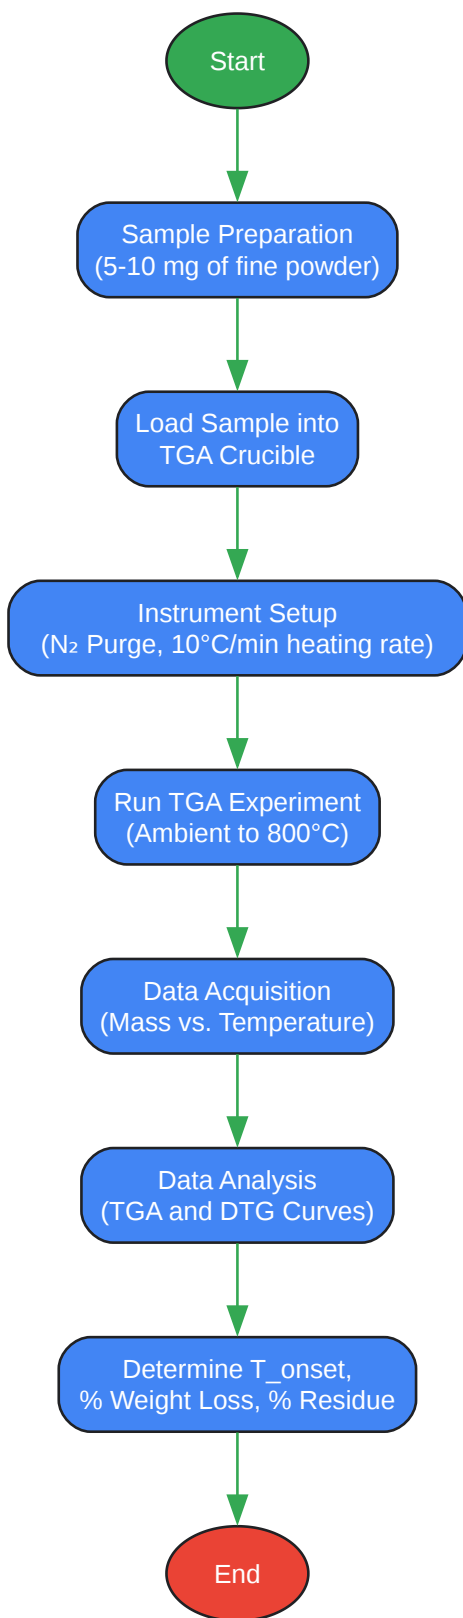 Start
Sample Preparation
(5-10 mg of fine powder)
Load Sample into
TGA Crucible
Instrument Setup
(N₂ Purge, 10°C/min heating rate)
Run TGA Experiment
(Ambient to 800°C)
Data Acquisition
(Mass vs. Temperature)
Data Analysis
(TGA and DTG Curves)
Determine T_onset,
% Weight Loss, % Residue
End